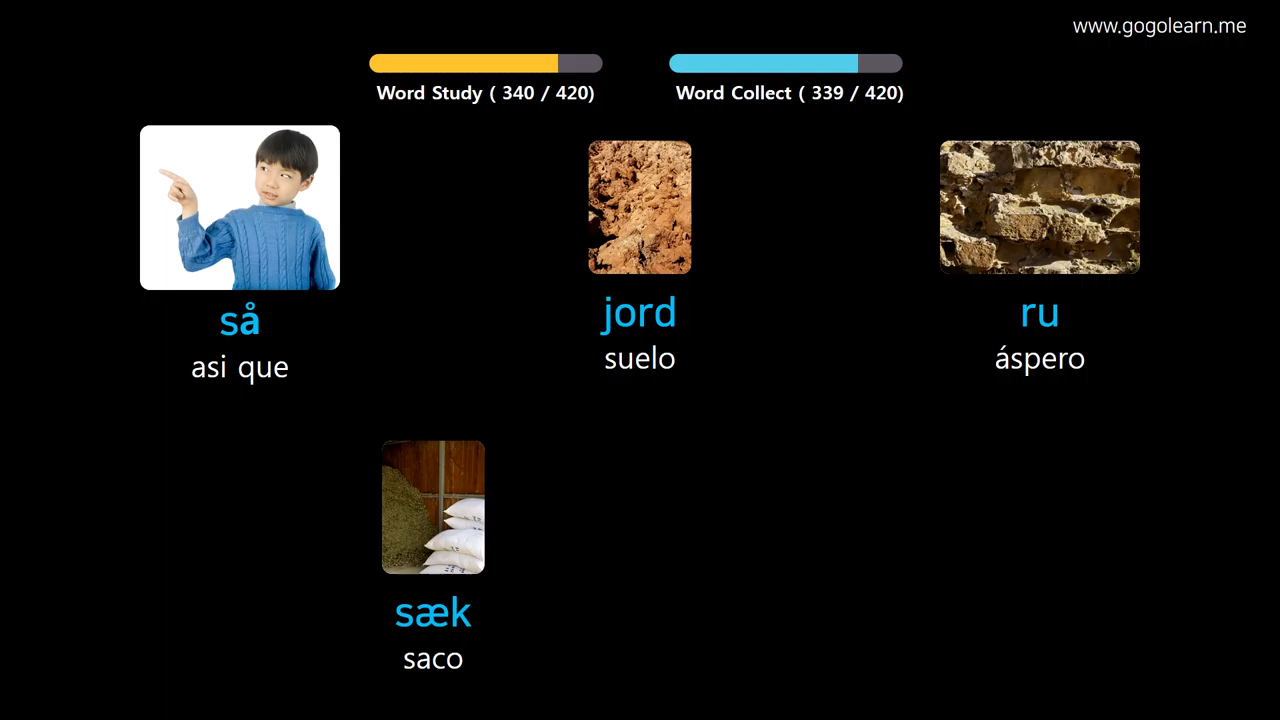 www.gogolearn.me
Word Study ( 340 / 420)
Word Collect ( 339 / 420)
så
asi que
jord
suelo
ru
áspero
sæk
saco